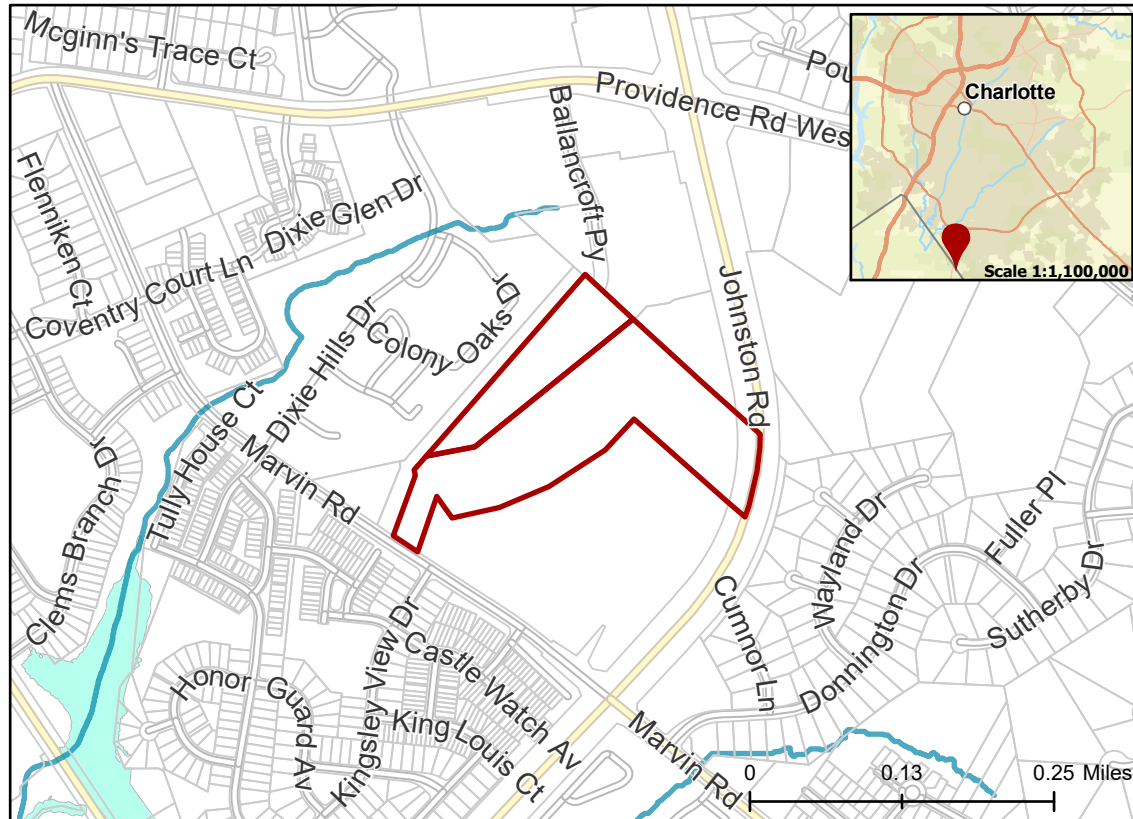 Mcginn's Trace Ct
Pou
Charlotte
Providence Rd Wes
Ballancroft Py
Flenniken Ct
Dixie Glen Dr
Scale 1:1,100,000
Coventry Court Ln
Colony Oaks Dr
Johnston Rd
Dixie Hills Dr
Tully House Ct
Marvin Rd
Clems Branch Dr
Wayland Dr
Fuller Pl
Donnington Dr
Sutherby Dr
Cumnor Ln
Kingsley View Dr
Castle Watch Av
Honor Guard Av
King Louis Ct
Marvin Rd
0 0.13 0.25 Miles